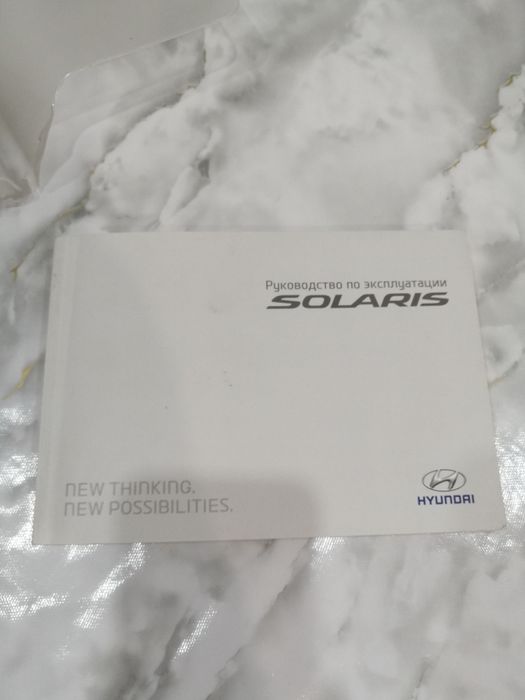 Руководство по эксплуатации
SOLARIS
NEW THINKING.
NEW POSSIBILITIES.
HYUNDAI